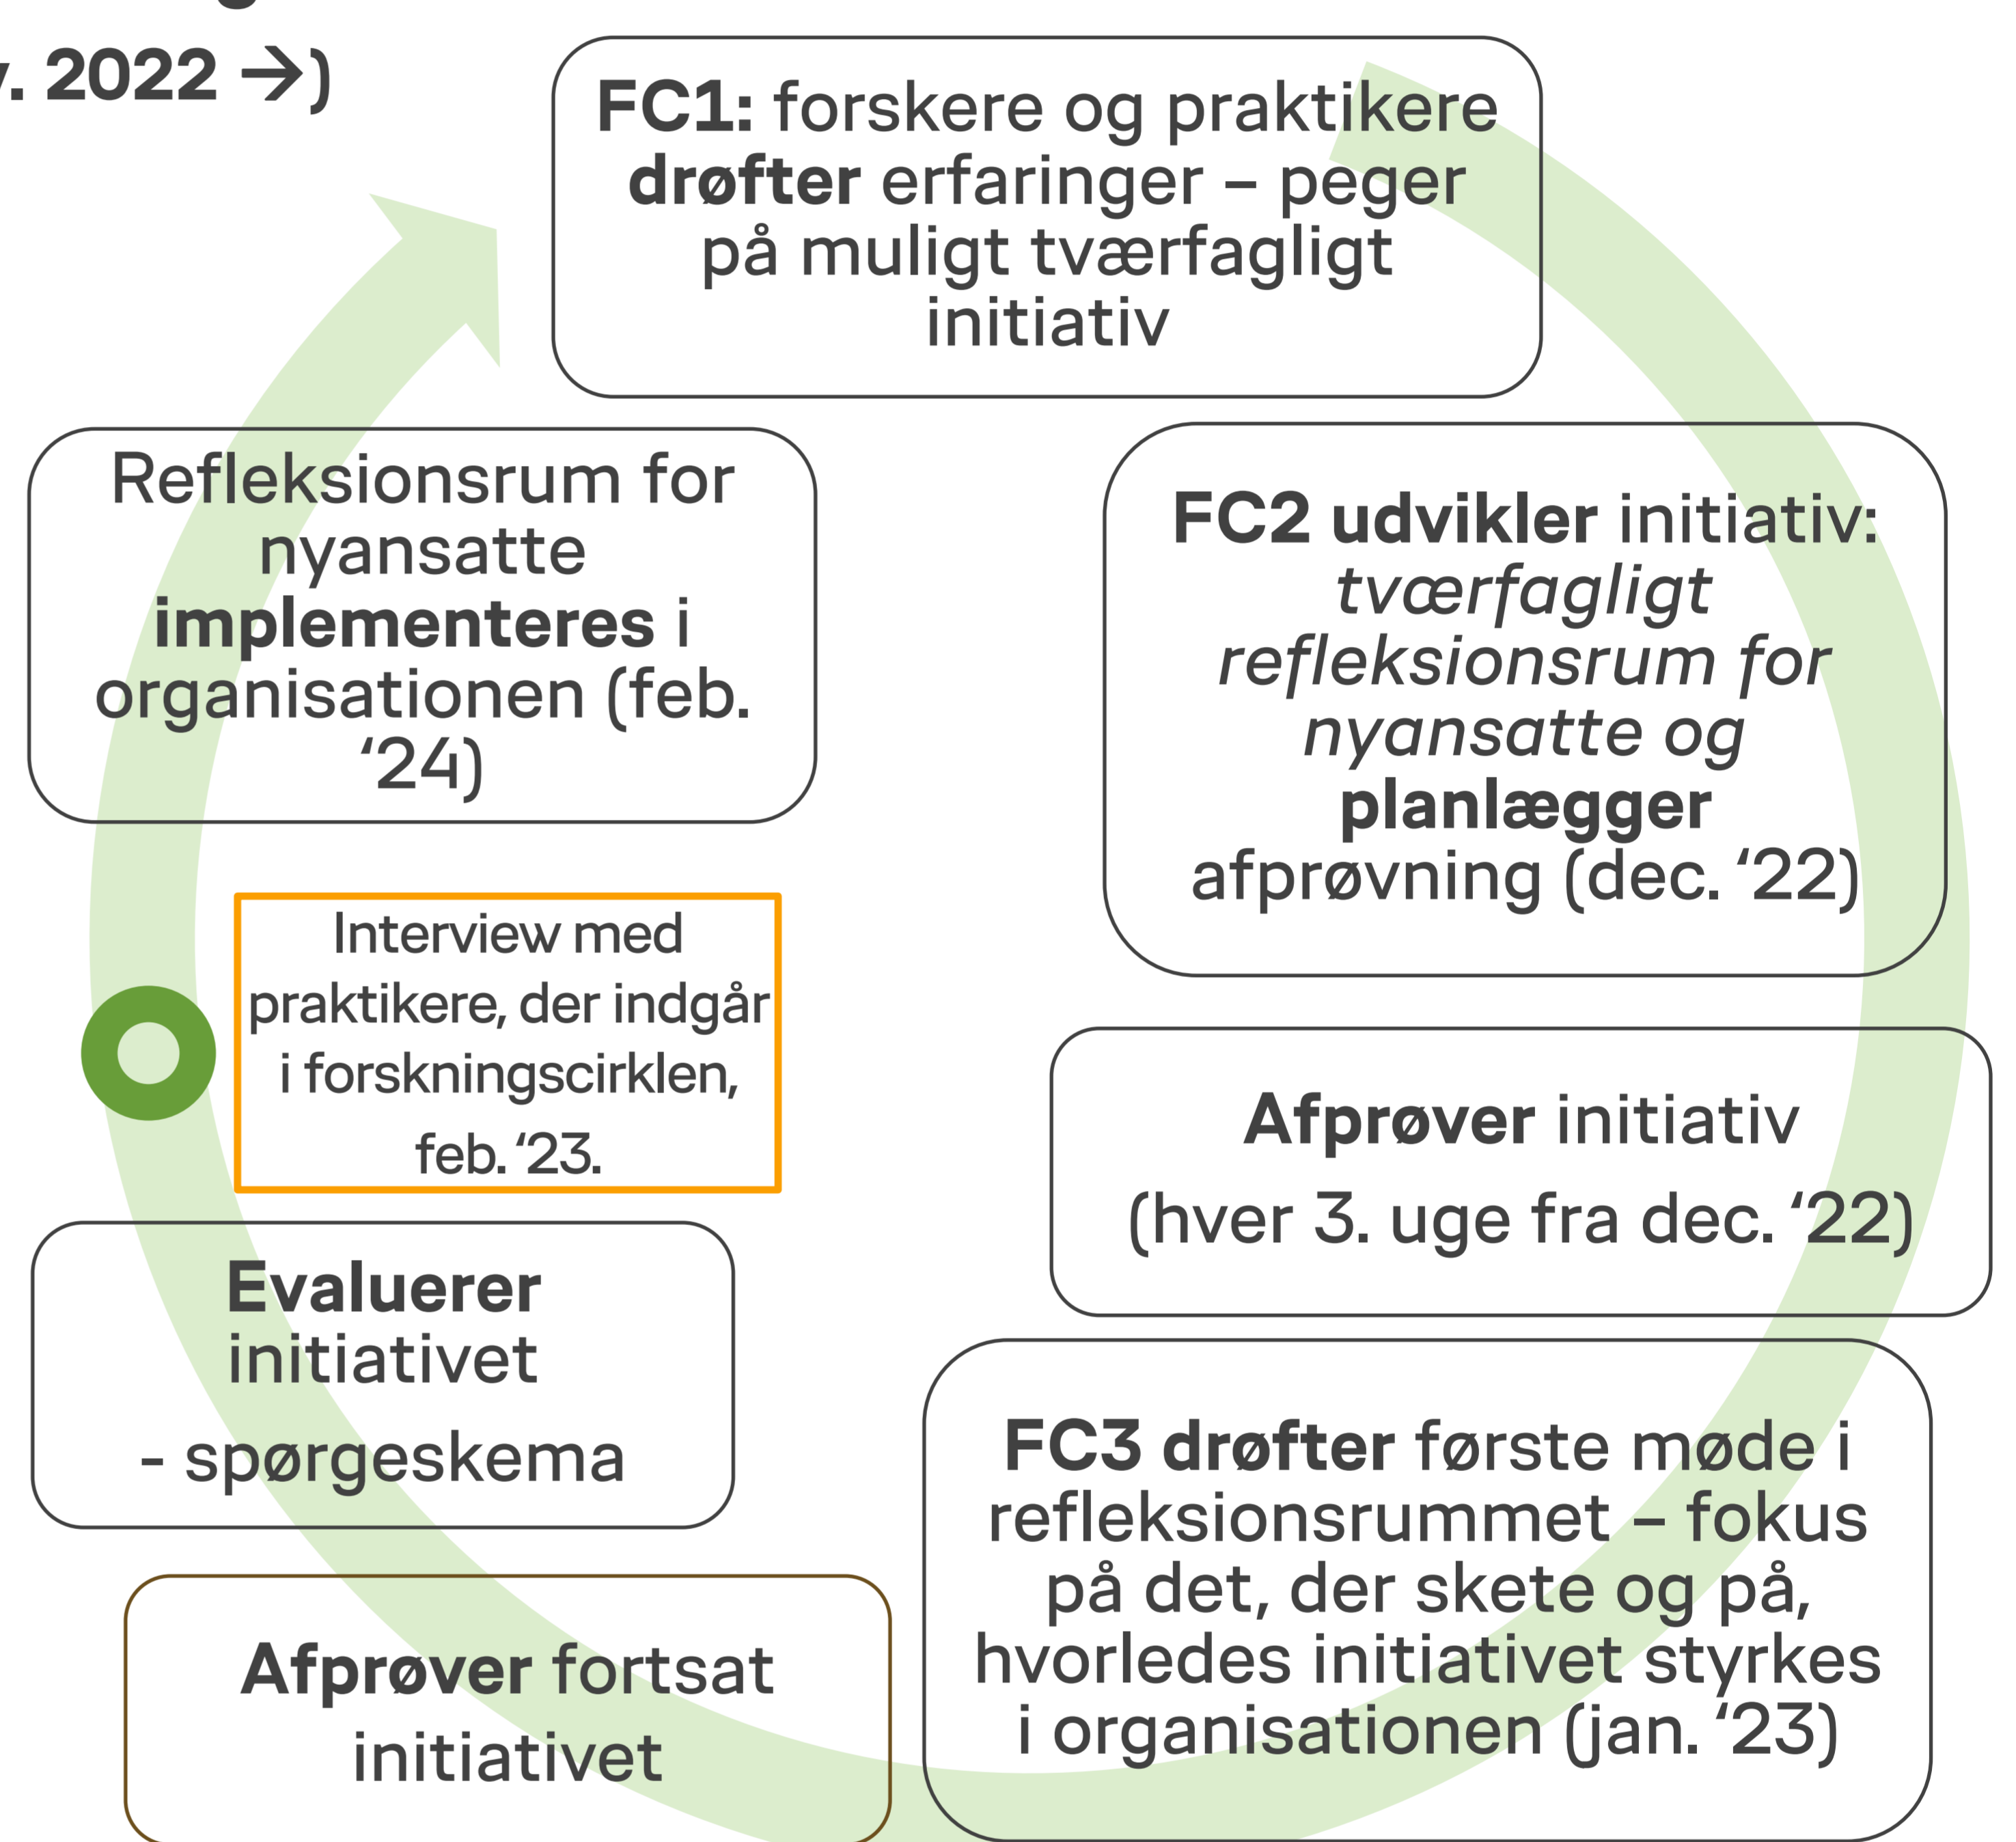 . 2022 →)
FC1: forskere og praktikere
drøfter erfaringer – peger
på muligt tværfagligt
initiativ
FC2 udvikler initiativ:
tværfagligt
refleksionsrum for
nyansatte og
planlægger
afprøvning (dec. ‘22)
Afprøver initiativ
(hver 3. uge fra dec. ‘22)
FC3 drøfter første møde i
refleksionsrummet – fokus
på det, der skete og på,
hvorledes initiativet styrkes
i organisationen (jan. ‘23)
Afprøver fortsat
initiativet
Evaluerer
initiativet
- spørgeskema
Interview med
praktikere, der indgår
i forskningscirklen,
feb. ‘23.
Refleksionsrum for
nyansatte
implementeres i
organisationen (feb.
‘24)